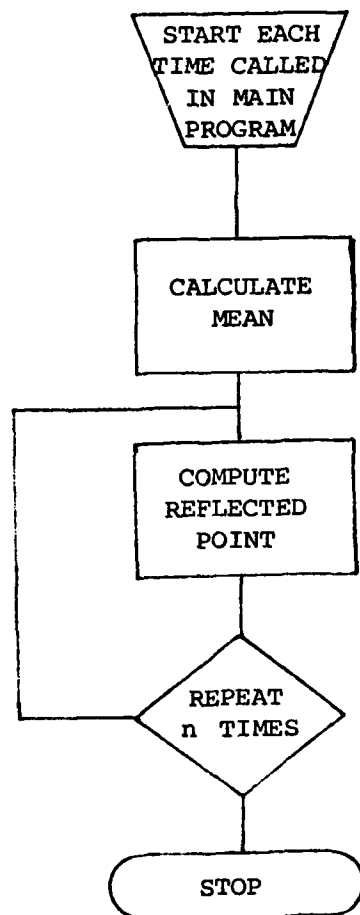 START EACH
TIME CALLED
IN MAIN
PROGRAM
CALCULATE
MEAN
COMPUTE
REFLECTED
POINT
REPEAT
n TIMES
STOP